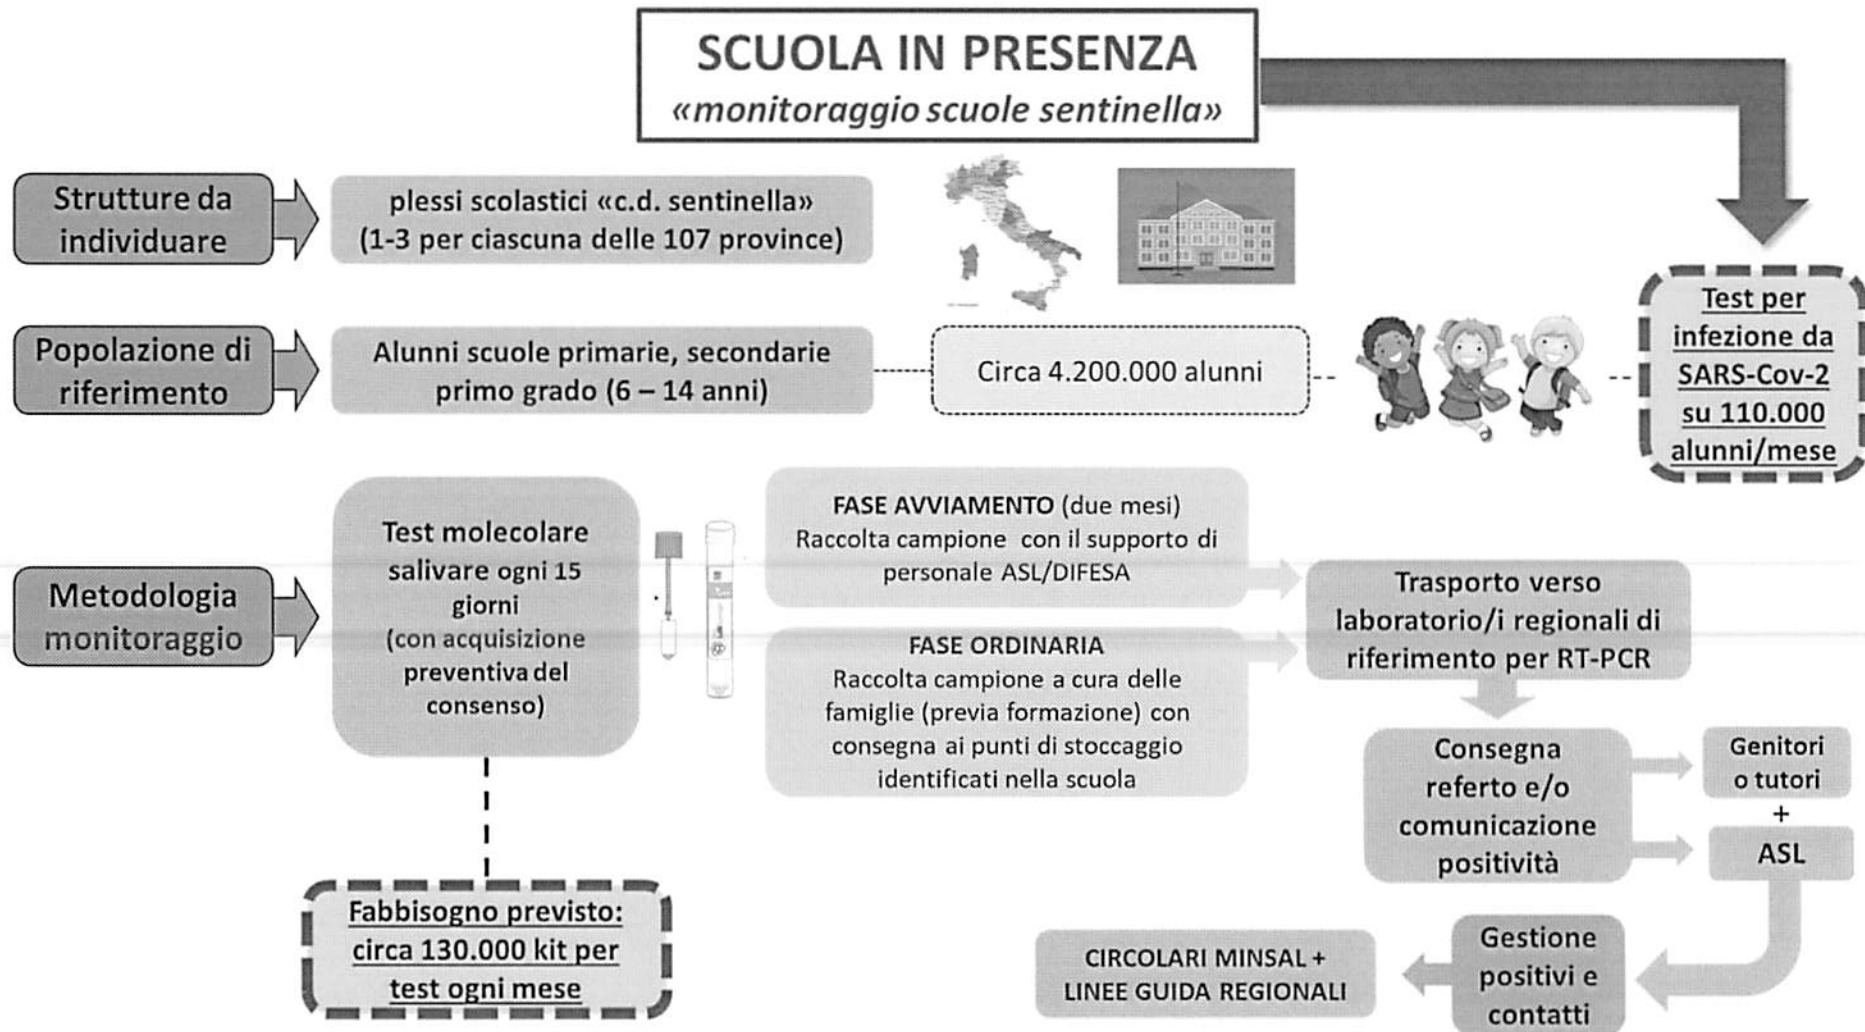 SCUOLA IN PRESENZA
«monitoraggio scuole sentinella»
Strutture da
individuare
plessi scolastici «c.d. sentinella»
(1-3 per ciascuna delle 107 province)
Popolazione di
riferimento
Alunni scuole primarie, secondarie
primo grado (6 – 14 anni)
Circa 4.200.000 alunni
Test per
infezione da
SARS-Cov-2
su 110.000
alunni/mese
Metodologia
monitoraggio
Test molecolare
salivare ogni 15
giorni
(con acquisizione
preventiva del
consenso)
FASE AVVIAMENTO (due mesi)
Raccolta campione con il supporto di
personale ASL/DIFESA
FASE ORDINARIA
Raccolta campione a cura delle
famiglie (previa formazione) con
consegna ai punti di stoccaggio
identificati nella scuola
Trasporto verso
laboratorio/i regionali di
riferimento per RT-PCR
Consegna
referto e/o
comunicazione
positività
Genitori
o tutori
+
ASL
Fabbisogno previsto:
circa 130.000 kit per
test ogni mese
Gestione
positivi e
contatti
CIRCOLARI MINSAL +
LINEE GUIDA REGIONALI